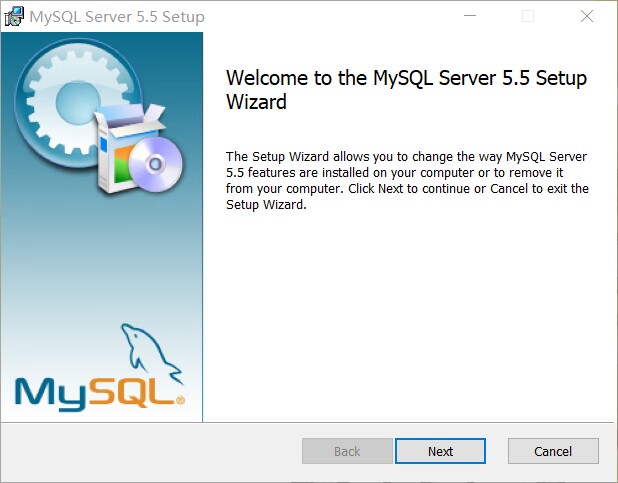 MySQL Server 5.5 Setup
Welcome to the MySQL Server 5.5 Setup
Wizard
The Setup Wizard allows you to change the way MySQL Server
5.5 features are installed on your computer or to remove it
from your computer. Click Next to continue or Cancel to exit the
Setup Wizard.
MySQL®
Back
Next
Cancel